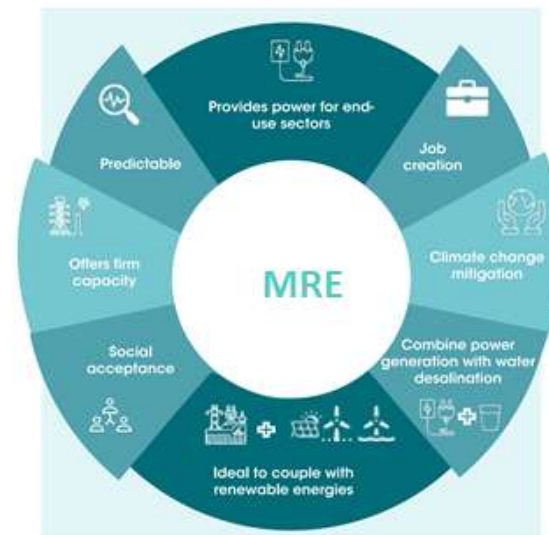 Provides power for end-
use sectors
Job
creation
Climate change
mitigation
Combine power
generation with water
desalination
Ideal to couple with
renewable energies
Social
acceptance
Offers firm
capacity
Predictable
MRE